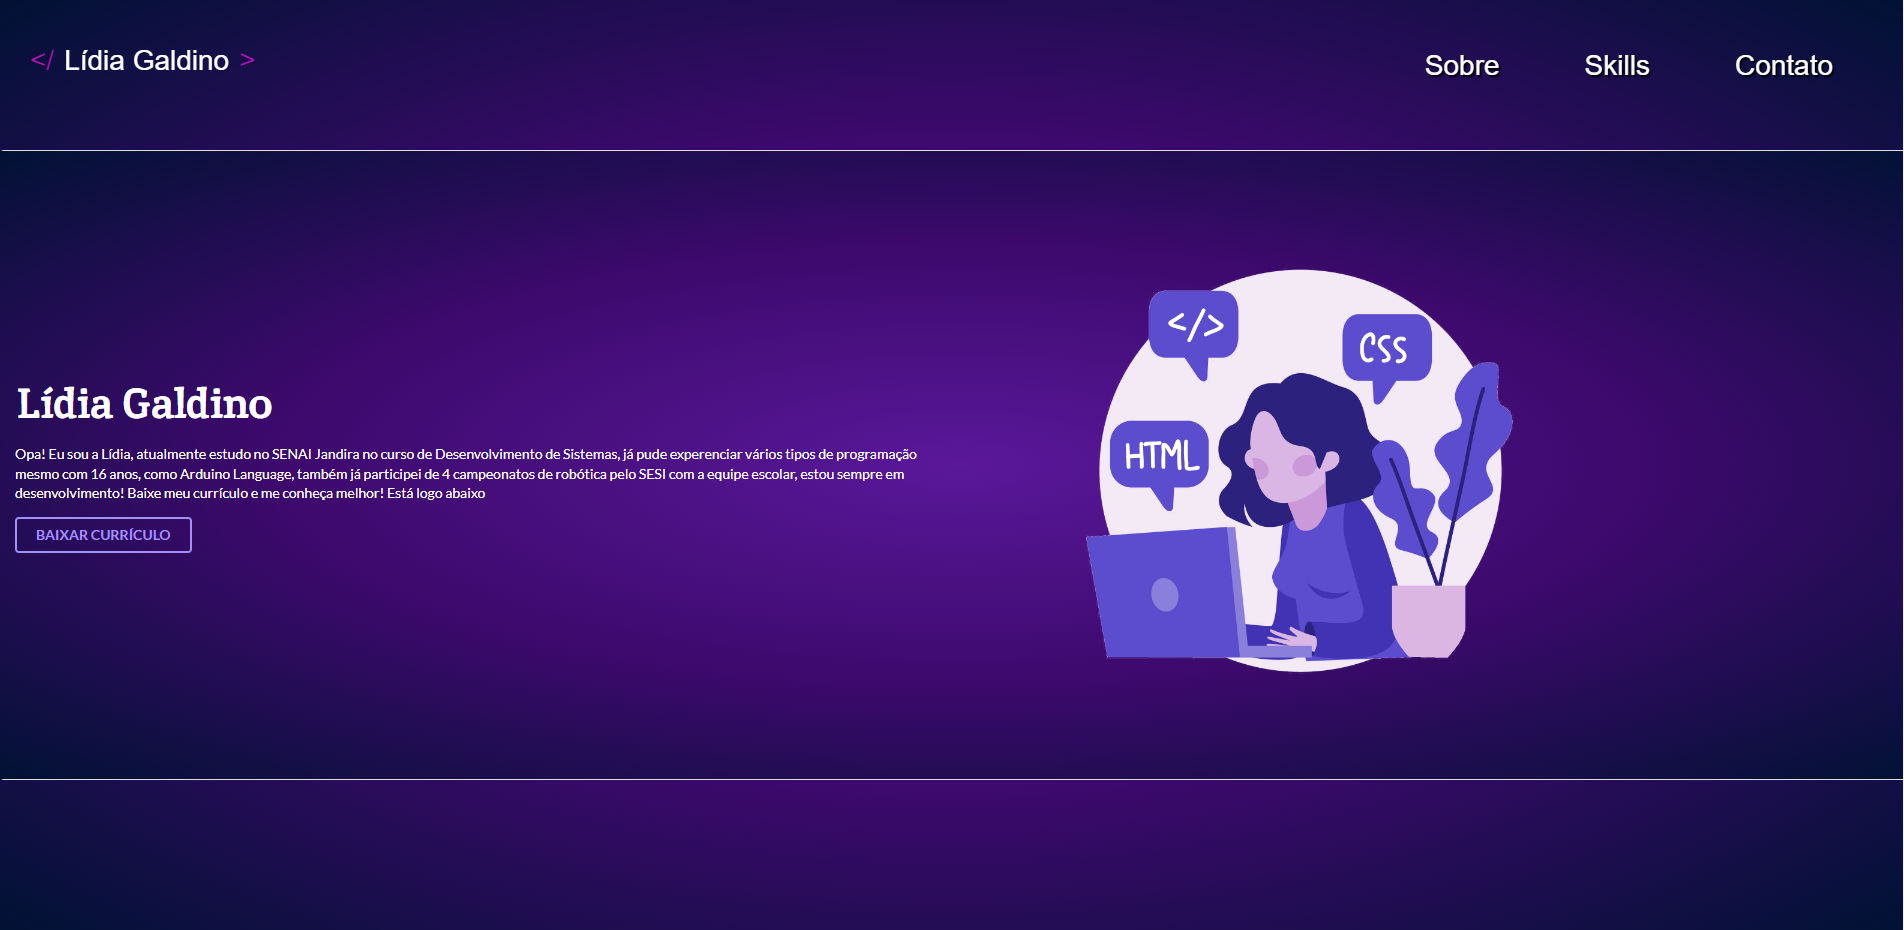 </ Lídia Galdino >
Sobre
Skills
Contato
</>
CSS
HTML
Lídia Galdino
Opa! Eu sou a Lídia, atualmente estudo no SENAI Jandira no curso de Desenvolvimento de Sistemas, já pude experenciar vários tipos de programação
mesmo com 16 anos, como Arduino Language, também já participei de 4 campeonatos de robótica pelo SESI com a equipe escolar, estou sempre em
desenvolvimento! Baixe meu currículo e me conheça melhor! Está logo abaixo
BAIXAR CURRÍCULO